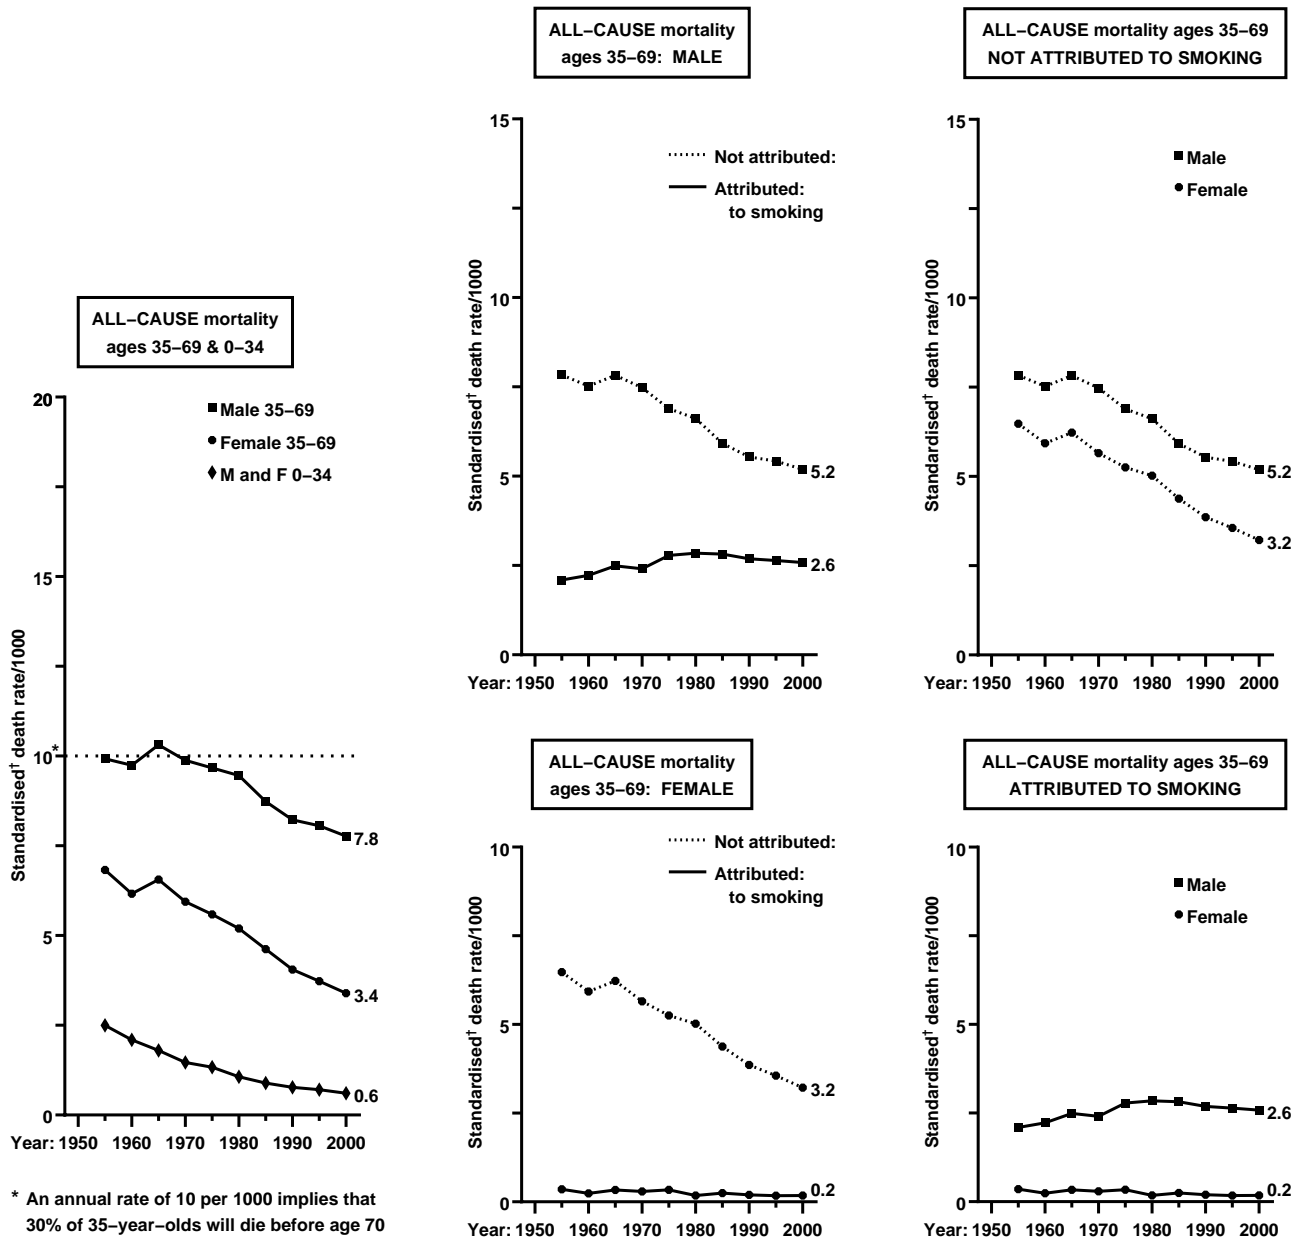 ALL−CAUSE mortality
ages 35−69 & 0−34
Standardised† death rate/1000
20
15
10*
5
0
Male 35−69
Female 35−69
M and F 0−34
7.8
3.4
0.6
Year: 1950 1960 1970 1980 1990 2000
* An annual rate of 10 per 1000 implies that
30% of 35−year−olds will die before age 70
ALL−CAUSE mortality
ages 35−69: MALE
Standardised† death rate/1000
15
10
5
0
Not attributed:
Attributed:
to smoking
5.2
2.6
Year: 1950 1960 1970 1980 1990 2000
ALL−CAUSE mortality ages 35−69
NOT ATTRIBUTED TO SMOKING
Standardised† death rate/1000
15
10
5
0
Male
Female
5.2
3.2
Year: 1950 1960 1970 1980 1990 2000
ALL−CAUSE mortality
ages 35−69: FEMALE
Standardised† death rate/1000
10
5
0
Not attributed:
Attributed:
to smoking
3.2
0.2
Year: 1950 1960 1970 1980 1990 2000
ALL−CAUSE mortality ages 35−69
ATTRIBUTED TO SMOKING
Standardised† death rate/1000
10
5
0
Male
Female
2.6
0.2
Year: 1950 1960 1970 1980 1990 2000